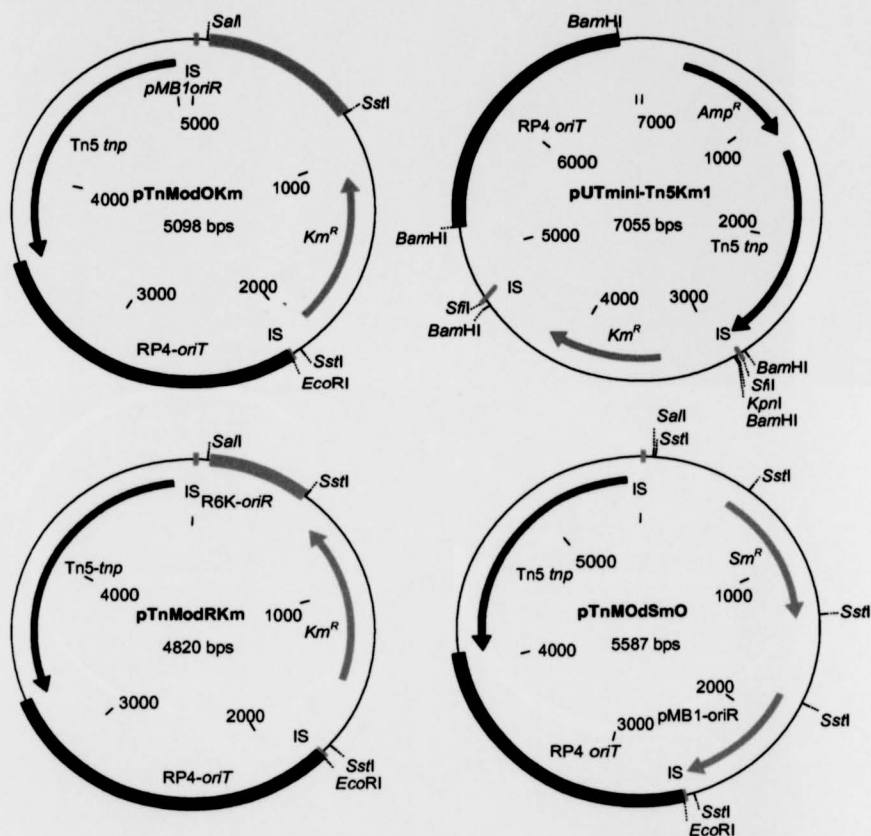 SalI
IS
pMB1oriR
5000
SstI
Tn5 tnp
1000
4000
pTnModOKm
5098 bps
KmR
3000
2000
IS
RP4-oriT
SstI
EcoRI
BamHI
AmpR
7000
RP4 oriT
1000
6000
pUTmini-Tn5Km1
7055 bps
2000
Tn5 tnp
5000
BamHI
IS
SfiI
BamHI
4000
3000
KmR
IS
BamHI
SfiI
KpnI
BamHI
SalI
IS
R6K-oriR
SstI
Tn5-tnp
4000
1000
pTnModRKm
4820 bps
KmR
3000
2000
IS
RP4-oriT
SstI
EcoRI
SalI
SstI
IS
SstI
SmR
5000
Tn5 tnp
1000
pTnMOdSmO
5587 bps
SstI
4000
2000
pMB1-oriR
3000
SstI
RP4 oriT
IS
SstI
EcoRI